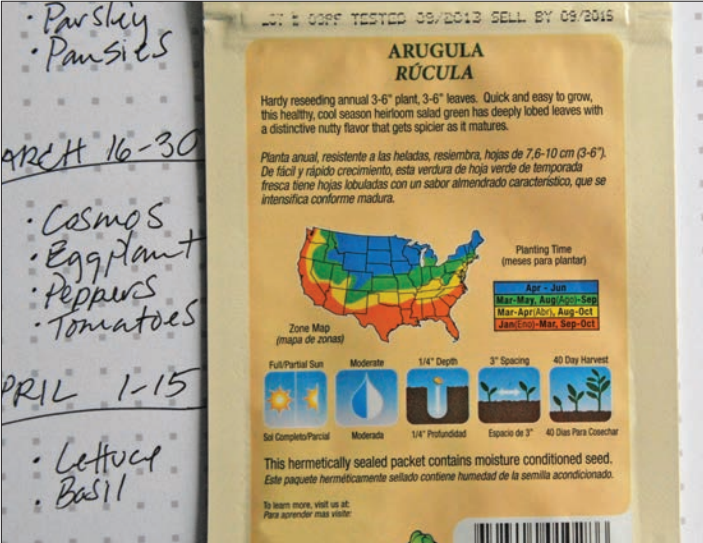 · Parsley
· Pansies
MARCH 16-30
· Cosmos
· Eggplant
· Peppers
· Tomatoes
APRIL 1-15
· Lettuce
· Basil
TESTED 09/2013 SELL BY 09/2015
ARUGULA
RÚCULA
Hardy reseeding annual 3-6" plant, 3-6" leaves. Quick and easy to grow,
this healthy, cool season heirloom salad green has deeply lobed leaves with
a distinctive nutty flavor that gets spicier as it matures.
Planta anual, resistente a las heladas, resiembra, hojas de 7,6-10 cm (3-6").
De fácil y rápido crecimiento, esta verdura de hoja verde de temporada
fresca tiene hojas lobuladas con un sabor almendrado característico, que se
intensifica conforme madura.
Planting Time
(meses para plantar)
Apr - Jun
Mar-May, Aug(Ago)-Sep
Mar-Apr(Abr), Aug-Oct
Jan(Eno)-Mar, Sep-Oct
Zone Map
(mapa de zonas)
Full/Partial Sun
Sol Completo/Parcial
Moderate
Moderada
1/4" Depth
1/4" Profundidad
3" Spacing
Espacio de 3"
40 Day Harvest
40 Dias Para Cosechar
This hermetically sealed packet contains moisture conditioned seed.
Este paquete herméticamente sellado contiene humedad de la semilla acondicionado.
To learn more, visit us at:
Para aprender mas visite: